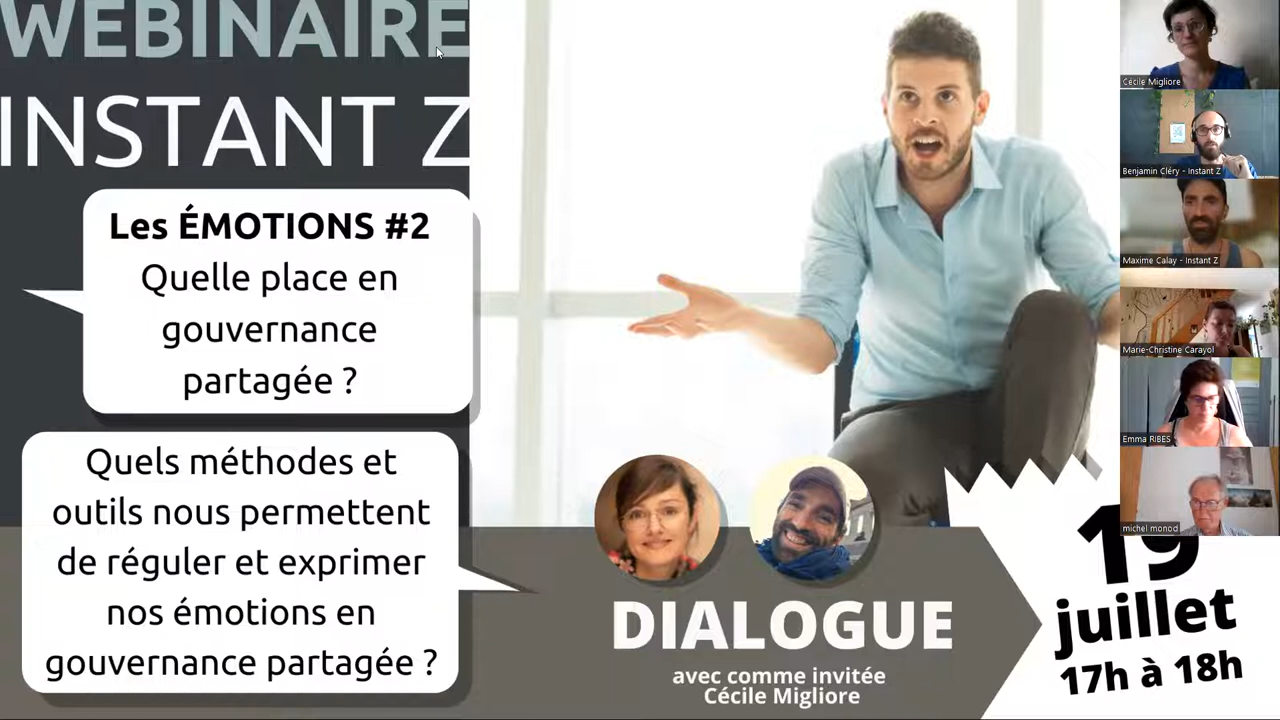 WEBINAIRE
INSTANT Z
Les ÉMOTIONS #2
Quelle place en
gouvernance
partagée ?
Quels méthodes et
outils nous permettent
de réguler et exprimer
nos émotions en
gouvernance partagée ?
DIALOGUE
avec comme invitée
Cécile Migliore
19
juillet
17h à 18h
Cécile Migliore
Benjamin Cléry - Instant Z
Maxime Calay - Instant Z
Marie-Christine Carayol
Emma RIBES
michel monod